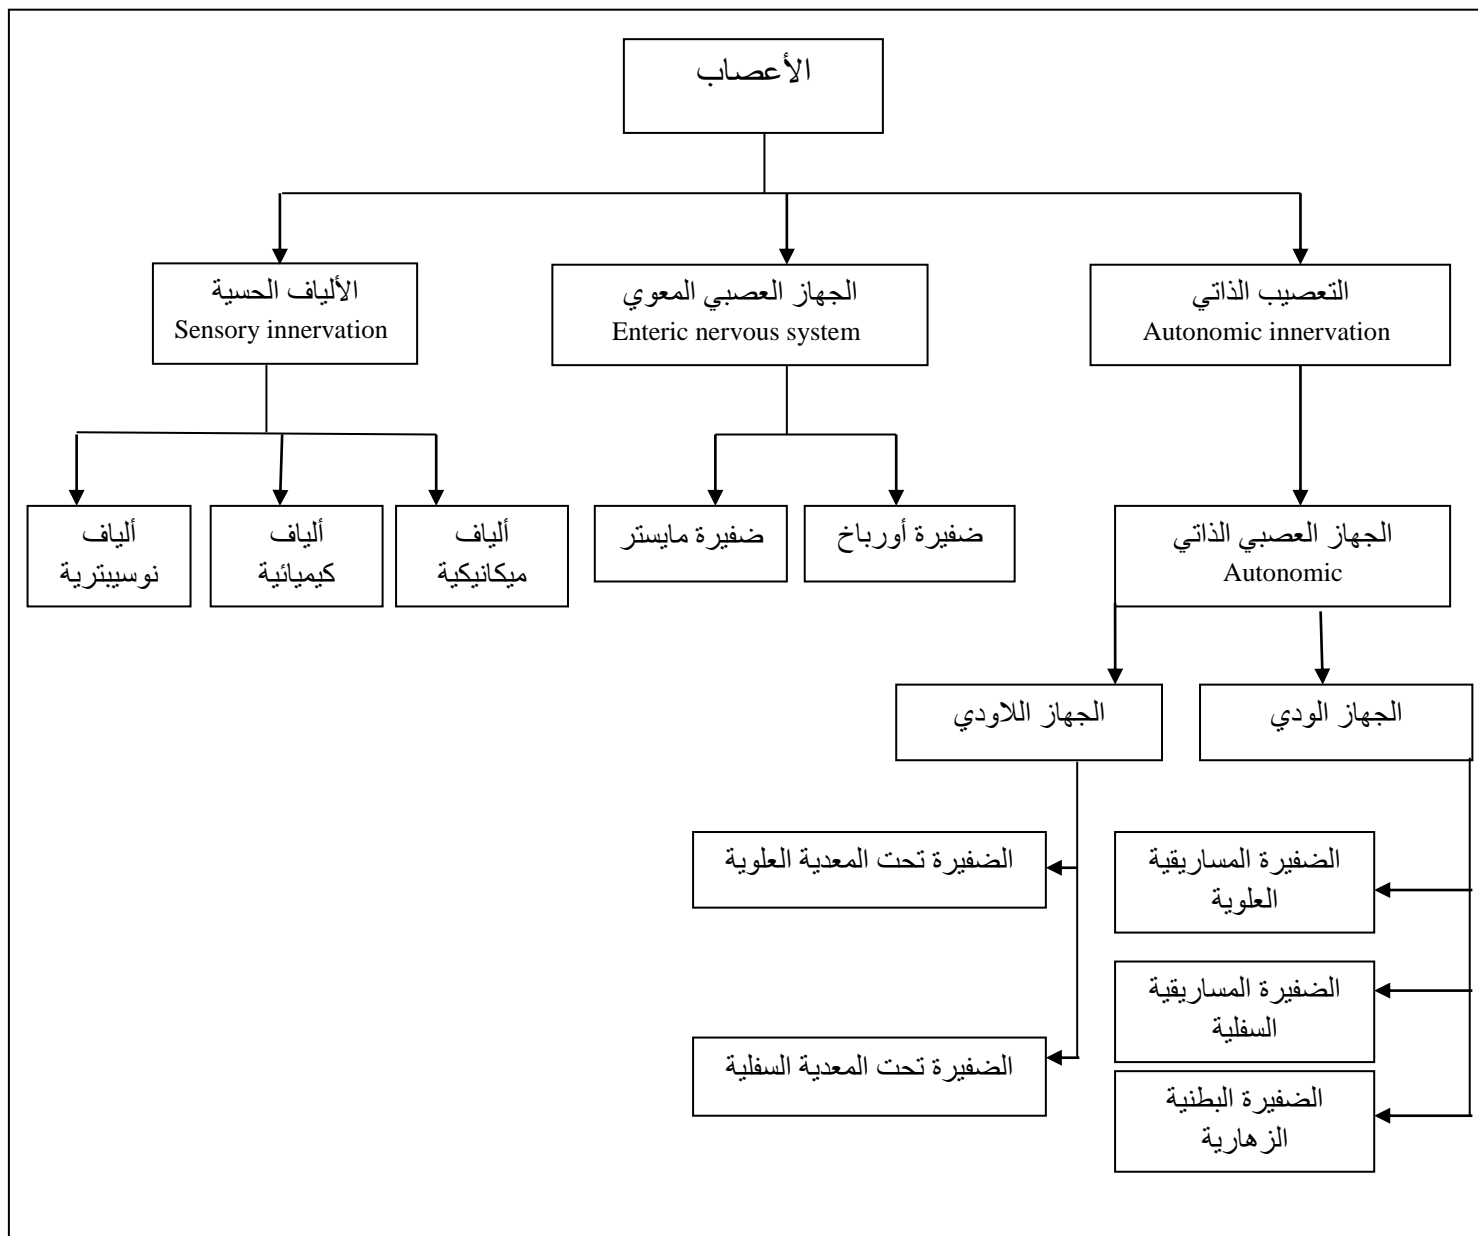 الأعصاب
التعصيب الذاتي
Autonomic innervation
الجهاز العصبي المعوي
Enteric nervous system
الألياف الحسية
Sensory innervation
الجهاز العصبي الذاتي
Autonomic
ضفيرة أورباخ
ضفيرة مايستر
ألياف
ميكانيكية
ألياف
كيميائية
ألياف
نوسيبترية
الجهاز الودي
الجهاز اللاودي
الضفيرة المساريقية
العلوية
الضفيرة تحت المعدية العلوية
الضفيرة المساريقية
السفلية
الضفيرة تحت المعدية السفلية
الضفيرة البطنية
الزهارية